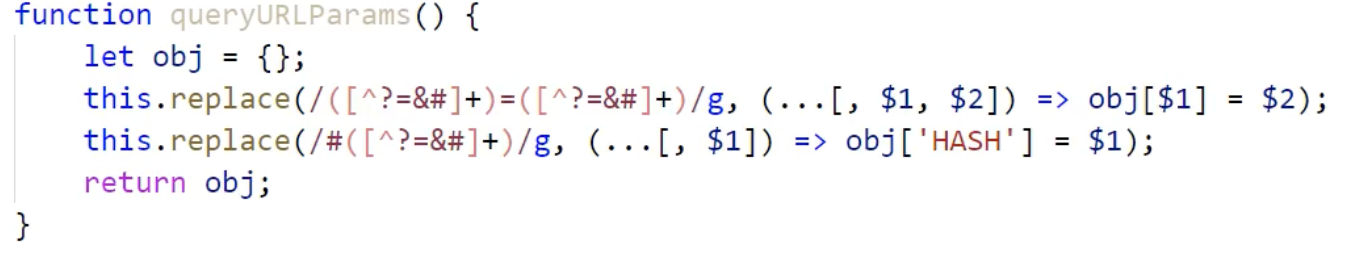 function queryURLParams() {
    let obj = {};
    this.replace(/([^?=&#]+)=([^?=&#]+)/g, (...[, $1, $2]) => obj[$1] = $2);
    this.replace(/#([^?=&#]+)/g, (...[, $1]) => obj['HASH'] = $1);
    return obj;
}